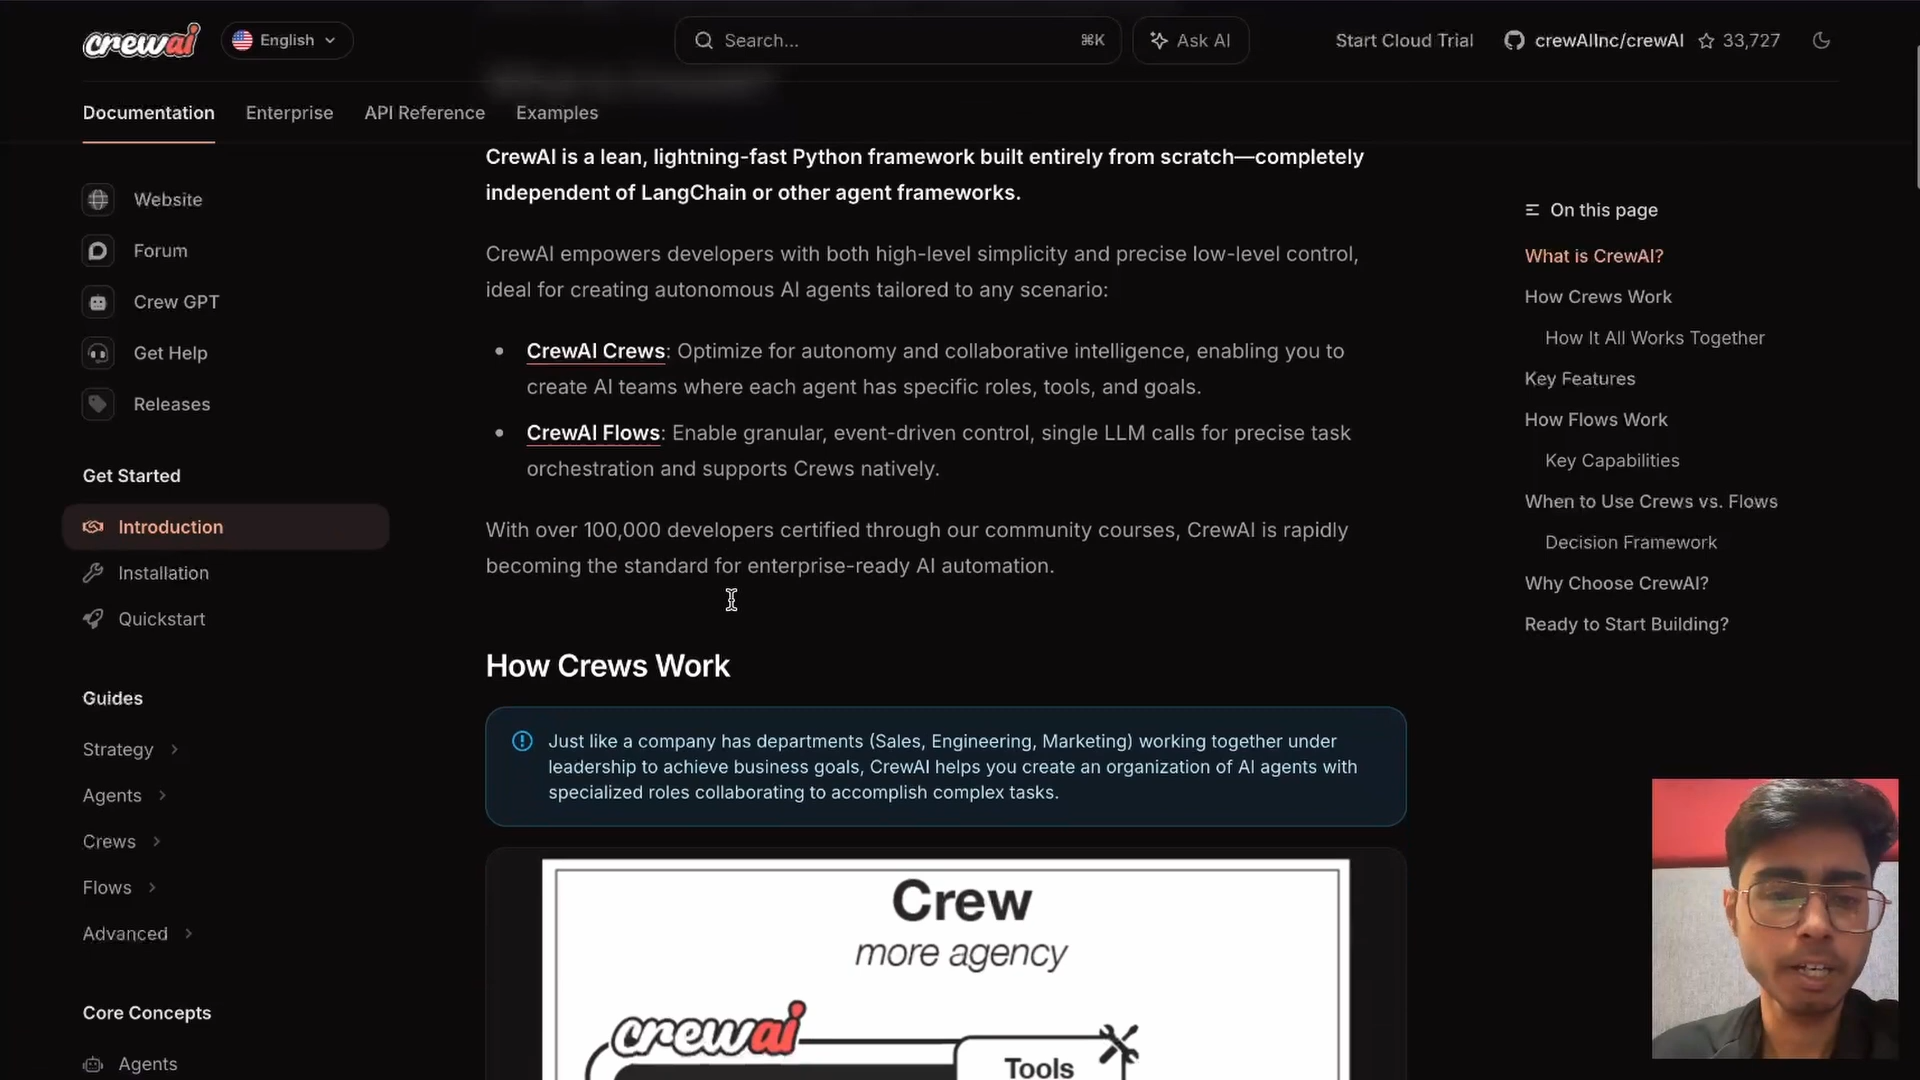 crewai
English
Search...
⌘K
Ask AI
Start Cloud Trial
crewAIInc/crewAI
33,727
Documentation
Enterprise
API Reference
Examples
Website
Forum
Crew GPT
Get Help
Releases
Get Started
Introduction
Installation
Quickstart
Guides
Strategy
Agents
Crews
Flows
Advanced
Core Concepts
Agents
CrewAI is a lean, lightning-fast Python framework built entirely from scratch—completely
independent of LangChain or other agent frameworks.
CrewAI empowers developers with both high-level simplicity and precise low-level control,
ideal for creating autonomous AI agents tailored to any scenario:
CrewAI Crews: Optimize for autonomy and collaborative intelligence, enabling you to
create AI teams where each agent has specific roles, tools, and goals.
CrewAI Flows: Enable granular, event-driven control, single LLM calls for precise task
orchestration and supports Crews natively.
With over 100,000 developers certified through our community courses, CrewAI is rapidly
becoming the standard for enterprise-ready AI automation.
How Crews Work
Just like a company has departments (Sales, Engineering, Marketing) working together under
leadership to achieve business goals, CrewAI helps you create an organization of AI agents with
specialized roles collaborating to accomplish complex tasks.
Crew
more agency
crewai
Tools
On this page
What is CrewAI?
How Crews Work
How It All Works Together
Key Features
How Flows Work
Key Capabilities
When to Use Crews vs. Flows
Decision Framework
Why Choose CrewAI?
Ready to Start Building?